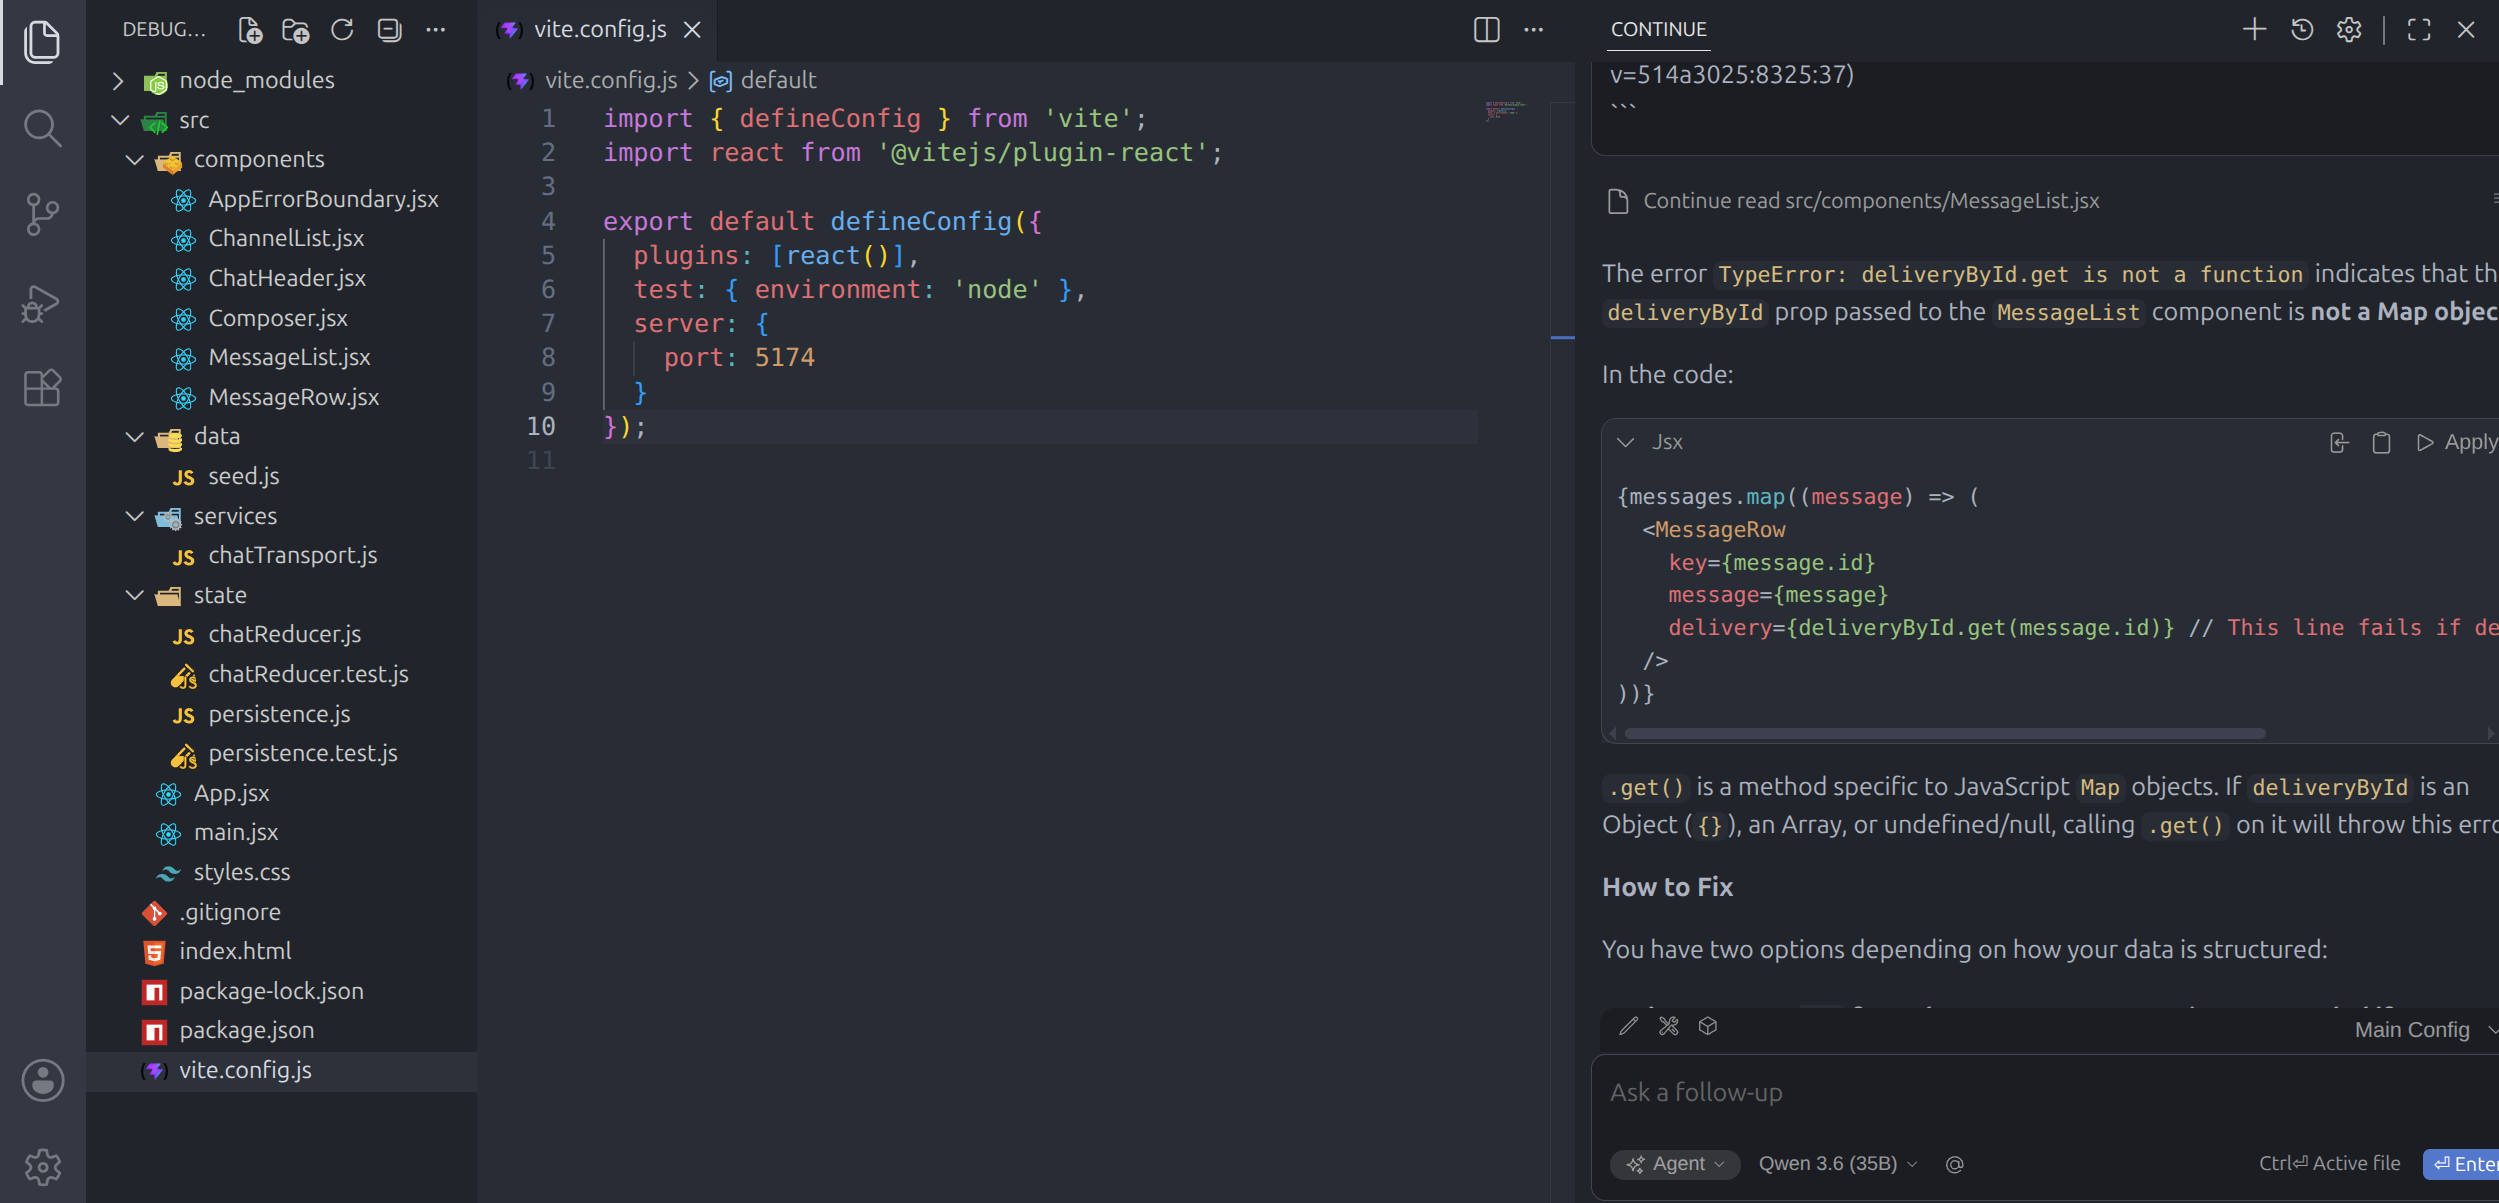 DEBUG...
node_modules
src
components
AppErrorBoundary.jsx
ChannelList.jsx
ChatHeader.jsx
Composer.jsx
MessageList.jsx
MessageRow.jsx
data
seed.js
services
chatTransport.js
state
chatReducer.js
chatReducer.test.js
persistence.js
persistence.test.js
App.jsx
main.jsx
styles.css
.gitignore
index.html
package-lock.json
package.json
vite.config.js
vite.config.js
vite.config.js > default
1 import { defineConfig } from 'vite';
2 import react from '@vitejs/plugin-react';
3
4 export default defineConfig({
5 plugins: [react()],
6 test: { environment: 'node' },
7 server: {
8 port: 5174
9 }
10 });
11
CONTINUE
v=514a3025:8325:37)
```
Continue read src/components/MessageList.jsx
The error TypeError: deliveryById.get is not a function indicates that th
deliveryById prop passed to the MessageList component is not a Map objec
In the code:
Jsx
Apply
{messages.map((message) => (
<MessageRow
key={message.id}
message={message}
delivery={deliveryById.get(message.id)} // This line fails if de
/>
))}
.get() is a method specific to JavaScript Map objects. If deliveryById is an
Object ({}), an Array, or undefined/null, calling .get() on it will throw this erro
How to Fix
You have two options depending on how your data is structured:
Main Config
Ask a follow-up
Agent
Qwen 3.6 (35B)
@
Ctrl⏎ Active file
⏎ Enter